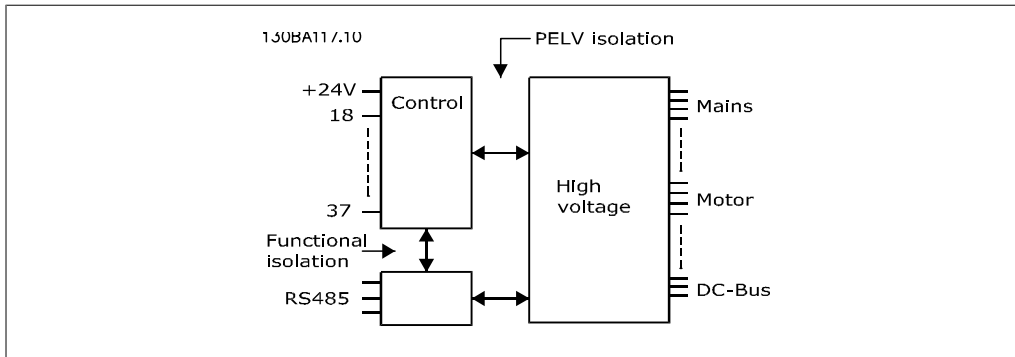 130BA117.10
PELV isolation
+24V
Control
18
37
Mains
High
voltage
Motor
Functional
isolation
RS485
DC-Bus